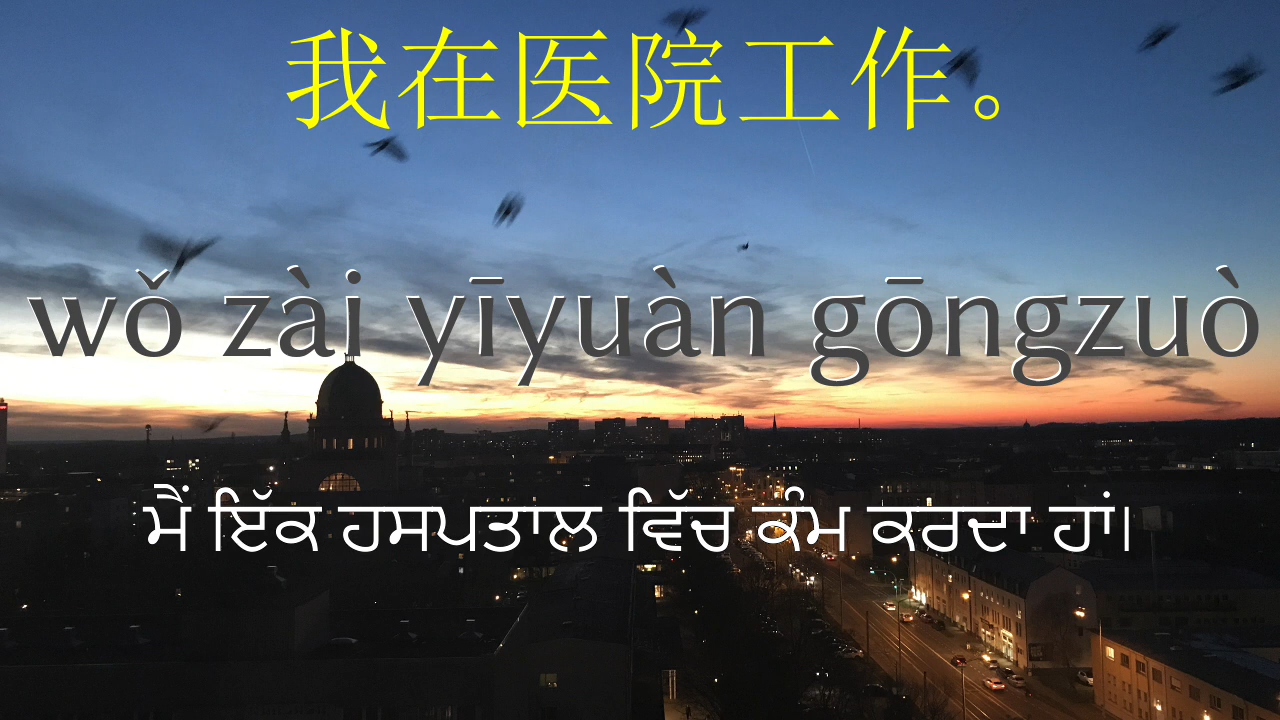 我在医院工作。
wǒ zài yīyuàn gōngzuò
ਮੈਂ ਇੱਕ ਹਸਪਤਾਲ ਵਿੱਚ ਕੰਮ ਕਰਦਾ ਹਾਂ।